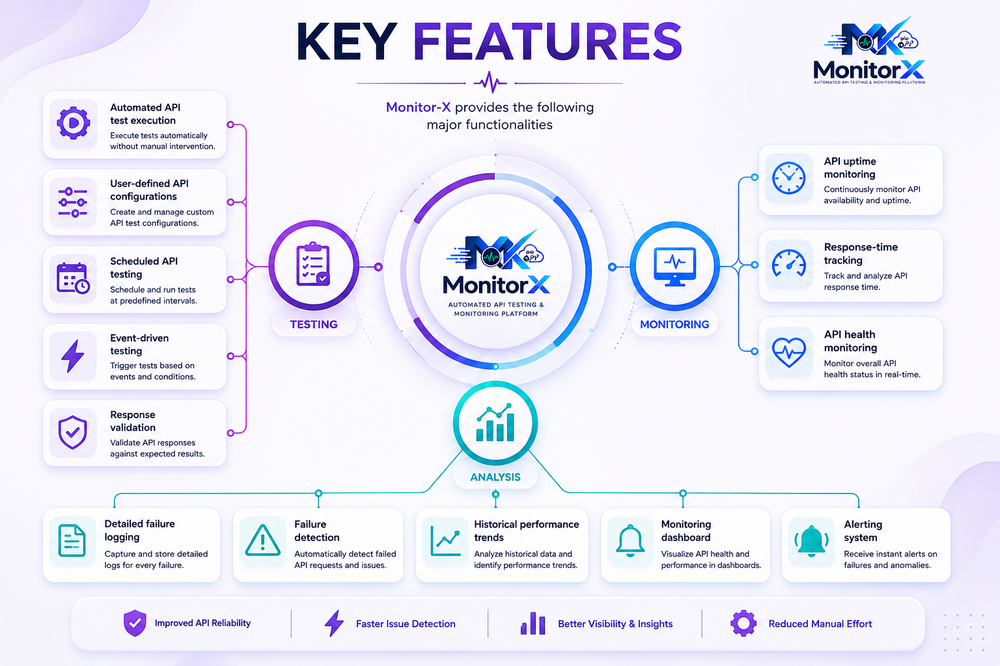 KEY FEATURES
MonitorX
AUTOMATED API TESTING & MONITORING PLATFORM
Monitor-X provides the following
major functionalities
Automated API
test execution
Execute tests automatically
without manual intervention.
User-defined API
configurations
Create and manage custom
API test configurations.
Scheduled API
testing
Schedule and run tests
at predefined intervals.
Event-driven
testing
Trigger tests based on
events and conditions.
Response
validation
Validate API responses
against expected results.
TESTING
MonitorX
AUTOMATED API TESTING &
MONITORING PLATFORM
MONITORING
API uptime
monitoring
Continuously monitor API
availability and uptime.
Response-time
tracking
Track and analyze API
response time.
API health
monitoring
Monitor overall API
health status in real-time.
ANALYSIS
Detailed failure
logging
Capture and store detailed
logs for every failure.
Failure
detection
Automatically detect failed
API requests and issues.
Historical performance
trends
Analyze historical data and
identify performance trends.
Monitoring
dashboard
Visualize API health and
performance in dashboards.
Alerting
system
Receive instant alerts on
failures and anomalies.
Improved API Reliability
Faster Issue Detection
Better Visibility & Insights
Reduced Manual Effort